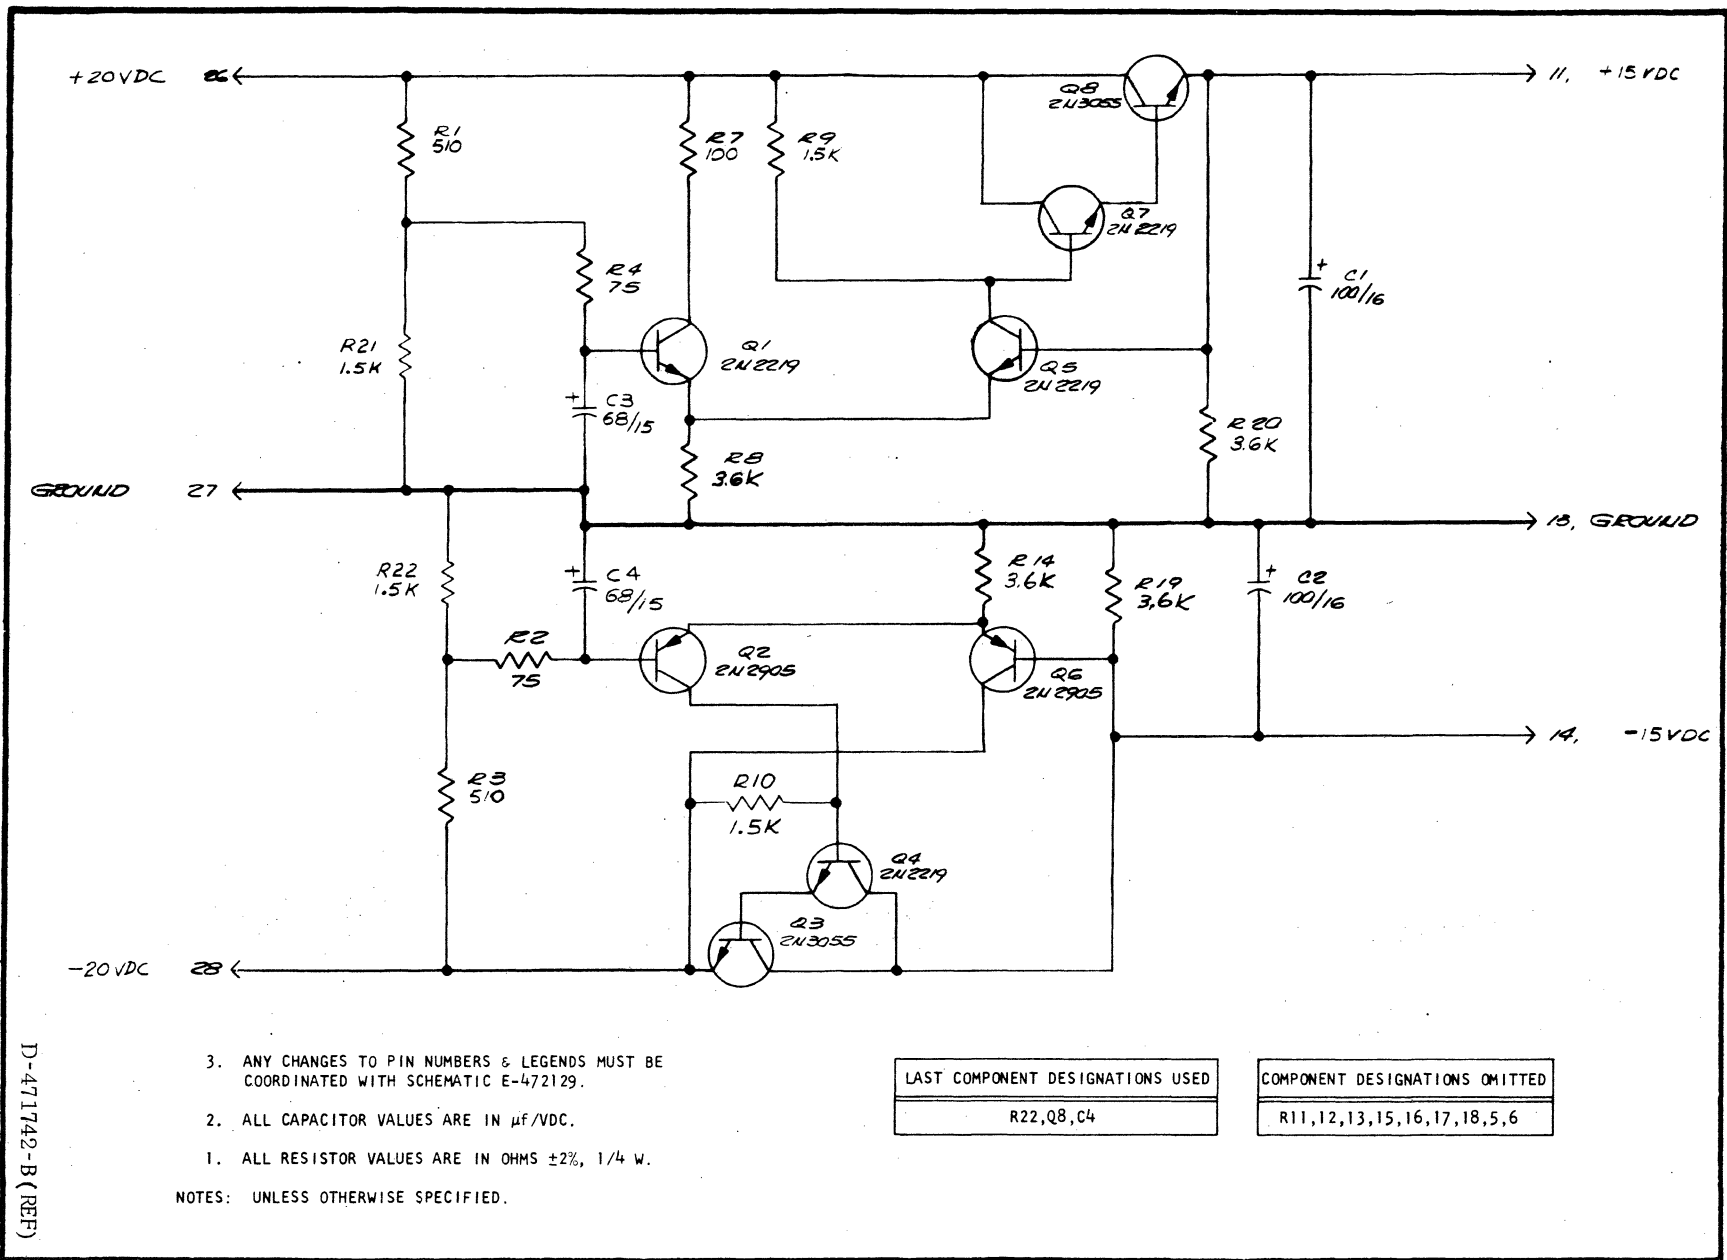 +20VDC 26
11, +15VDC
R1
510
R7
100
R9
1.5K
Q8
2N3055
Q7
2N2219
R4
75
C1
100/16
+
R21
1.5K
Q1
2N2219
Q5
2N2219
+
C3
68/15
R20
3.6K
R8
3.6K
GROUND 27
13, GROUND
R22
1.5K
+
C4
68/15
R14
3.6K
R19
3.6K
+
C2
100/16
R2
75
Q2
2N2905
Q6
2N2905
14, -15VDC
R3
510
R10
1.5K
Q4
2N2219
Q3
2N3055
-20VDC 28
3. ANY CHANGES TO PIN NUMBERS & LEGENDS MUST BE
COORDINATED WITH SCHEMATIC E-472129.
2. ALL CAPACITOR VALUES ARE IN µf/VDC.
1. ALL RESISTOR VALUES ARE IN OHMS ±2%, 1/4 W.
NOTES: UNLESS OTHERWISE SPECIFIED.
LAST COMPONENT DESIGNATIONS USED
R22,Q8,C4
COMPONENT DESIGNATIONS OMITTED
R11,12,13,15,16,17,18,5,6
D-471742-B(REF)